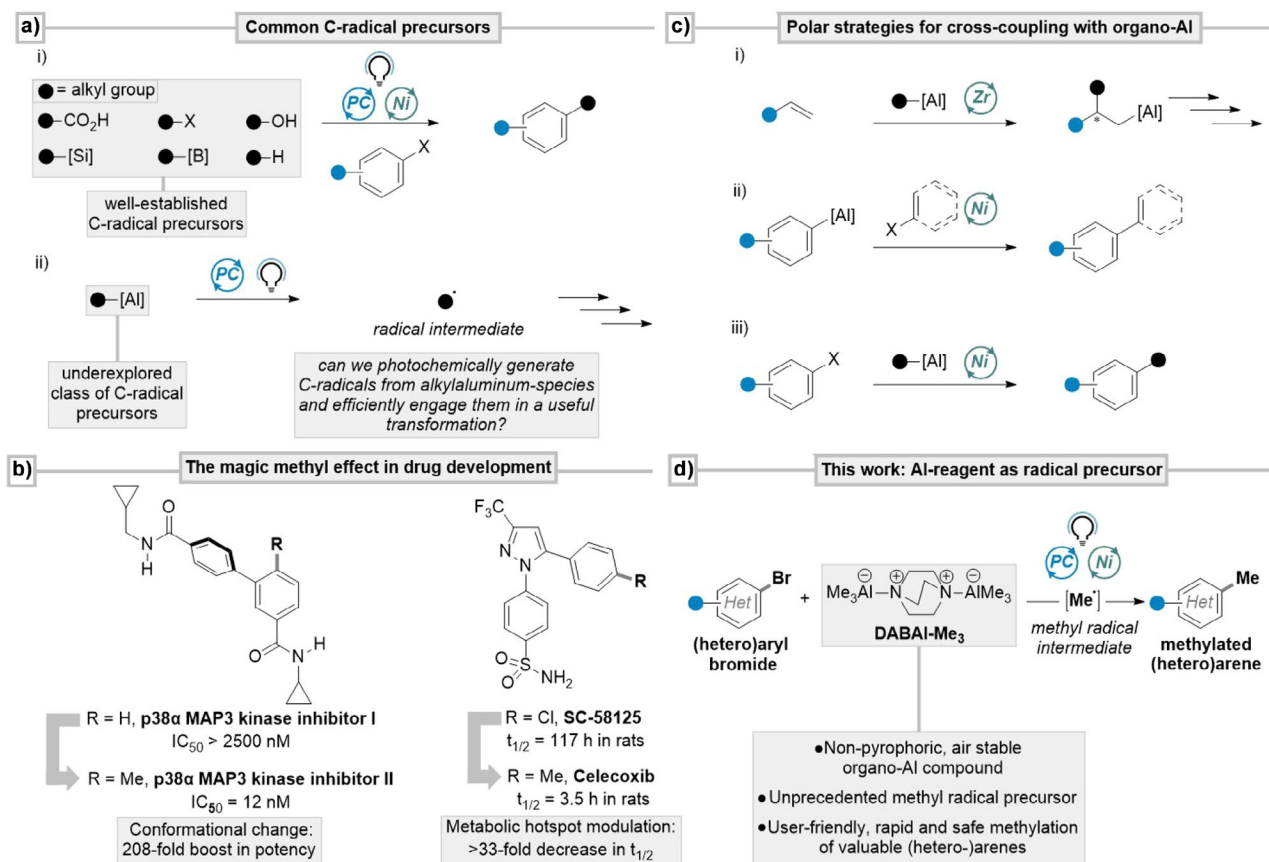 a)
Common C-radical precursors
i)
= alkyl group
CO₂H
X
OH
[Si]
[B]
H
PC
Ni
X
well-established
C-radical precursors
ii)
[Al]
PC
radical intermediate
underexplored
class of C-radical
precursors
can we photochemically generate
C-radicals from alkylaluminum-species
and efficiently engage them in a useful
transformation?
b)
The magic methyl effect in drug development
O
N
H
R
O
N
H
R = H, p38α MAP3 kinase inhibitor I
IC₅₀ > 2500 nM
R = Me, p38α MAP3 kinase inhibitor II
IC₅₀ = 12 nM
Conformational change:
208-fold boost in potency
F₃C
N
N
R
O
S
O
NH₂
R = Cl, SC-58125
t₁/₂ = 117 h in rats
R = Me, Celecoxib
t₁/₂ = 3.5 h in rats
Metabolic hotspot modulation:
>33-fold decrease in t₁/₂
c)
Polar strategies for cross-coupling with organo-Al
i)
[Al]
Zr
*
[Al]
ii)
[Al]
X
Ni
iii)
X
[Al]
Ni
d)
This work: Al-reagent as radical precursor
Br
Het
(hetero)aryl
bromide
+
⊖ ⊕ ⊕ ⊖
Me₃Al N N AlMe₃
DABAl-Me₃
PC
Ni
[Me·]
methyl radical
intermediate
Me
Het
methylated
(hetero)arene
●Non-pyrophoric, air stable
organo-Al compound
● Unprecedented methyl radical precursor
● User-friendly, rapid and safe methylation
of valuable (hetero-)arenes